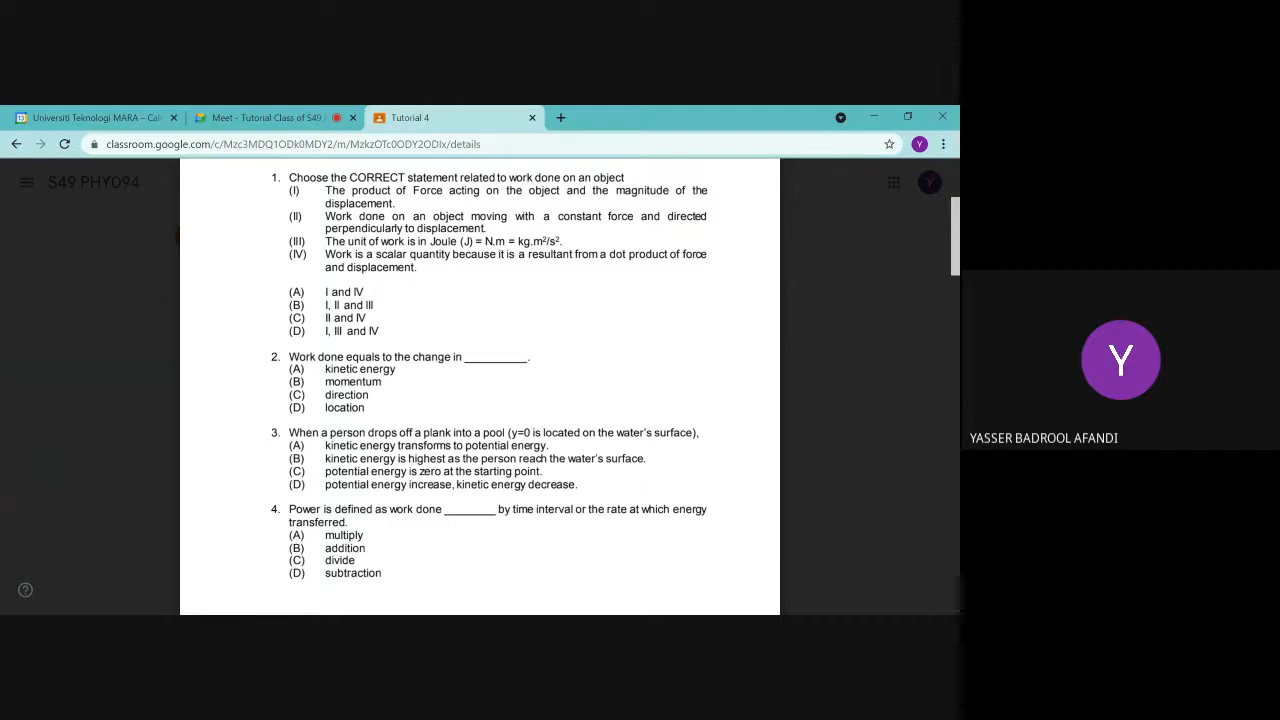 Universiti Teknologi MARA – Cale
Meet - Tutorial Class of S49
Tutorial 4
classroom.google.com/c/Mzc3MDQ1ODk0MDY2/m/MzkzOTc0ODY2ODIx/details
Y
S49 PHY094
Y
1. Choose the CORRECT statement related to work done on an object
(I) The product of Force acting on the object and the magnitude of the
displacement.
(II) Work done on an object moving with a constant force and directed
perpendicularly to displacement.
(III) The unit of work is in Joule (J) = N.m = kg.m²/s².
(IV) Work is a scalar quantity because it is a resultant from a dot product of force
and displacement.
(A) I and IV
(B) I, II and III
(C) II and IV
(D) I, III and IV
2. Work done equals to the change in __________.
(A) kinetic energy
(B) momentum
(C) direction
(D) location
3. When a person drops off a plank into a pool (y=0 is located on the water's surface),
(A) kinetic energy transforms to potential energy.
(B) kinetic energy is highest as the person reach the water's surface.
(C) potential energy is zero at the starting point.
(D) potential energy increase, kinetic energy decrease.
4. Power is defined as work done ________ by time interval or the rate at which energy
transferred.
(A) multiply
(B) addition
(C) divide
(D) subtraction
Y
YASSER BADROOL AFANDI